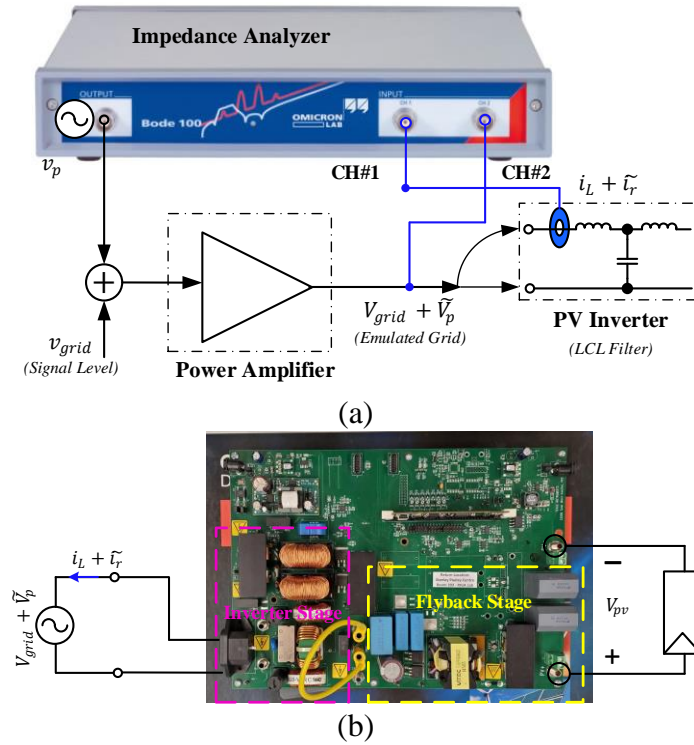 Impedance Analyzer
OUTPUT
INPUT
CH 1
CH 2
Bode 100
OMICRON
LAB
v_p
CH#1
CH#2
i_L + ĩ_r
v_grid
(Signal Level)
Power Amplifier
V_grid + Ṽ_p
(Emulated Grid)
PV Inverter
(LCL Filter)
(a)
i_L + ĩ_r
V_grid + Ṽ_p
Inverter Stage
Flyback Stage
V_pv
−
+
(b)